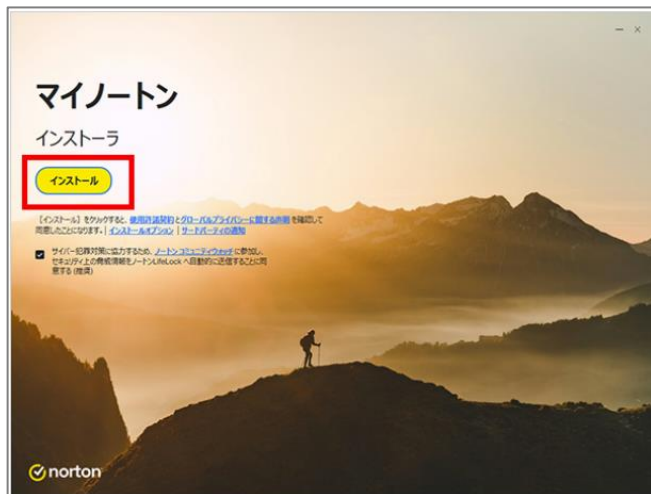 マイノートン
インストーラ
インストール
［インストール］をクリックすると、使用許諾契約とグローバルプライバシーに関する声明を確認して
同意したことになります。| インストールオプション | サードパーティの通知
サイバー犯罪対策に協力するため、ノートン コミュニティウォッチに参加し、
セキュリティ上の脅威情報をノートンLifeLock へ自動的に送信することに同
意する (推奨)
norton